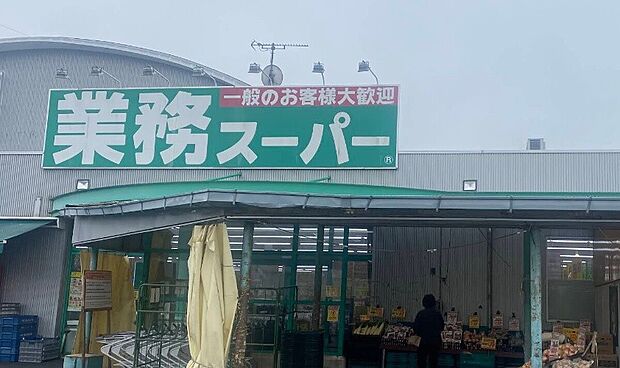 一般のお客様大歓迎
業務スーパー
®